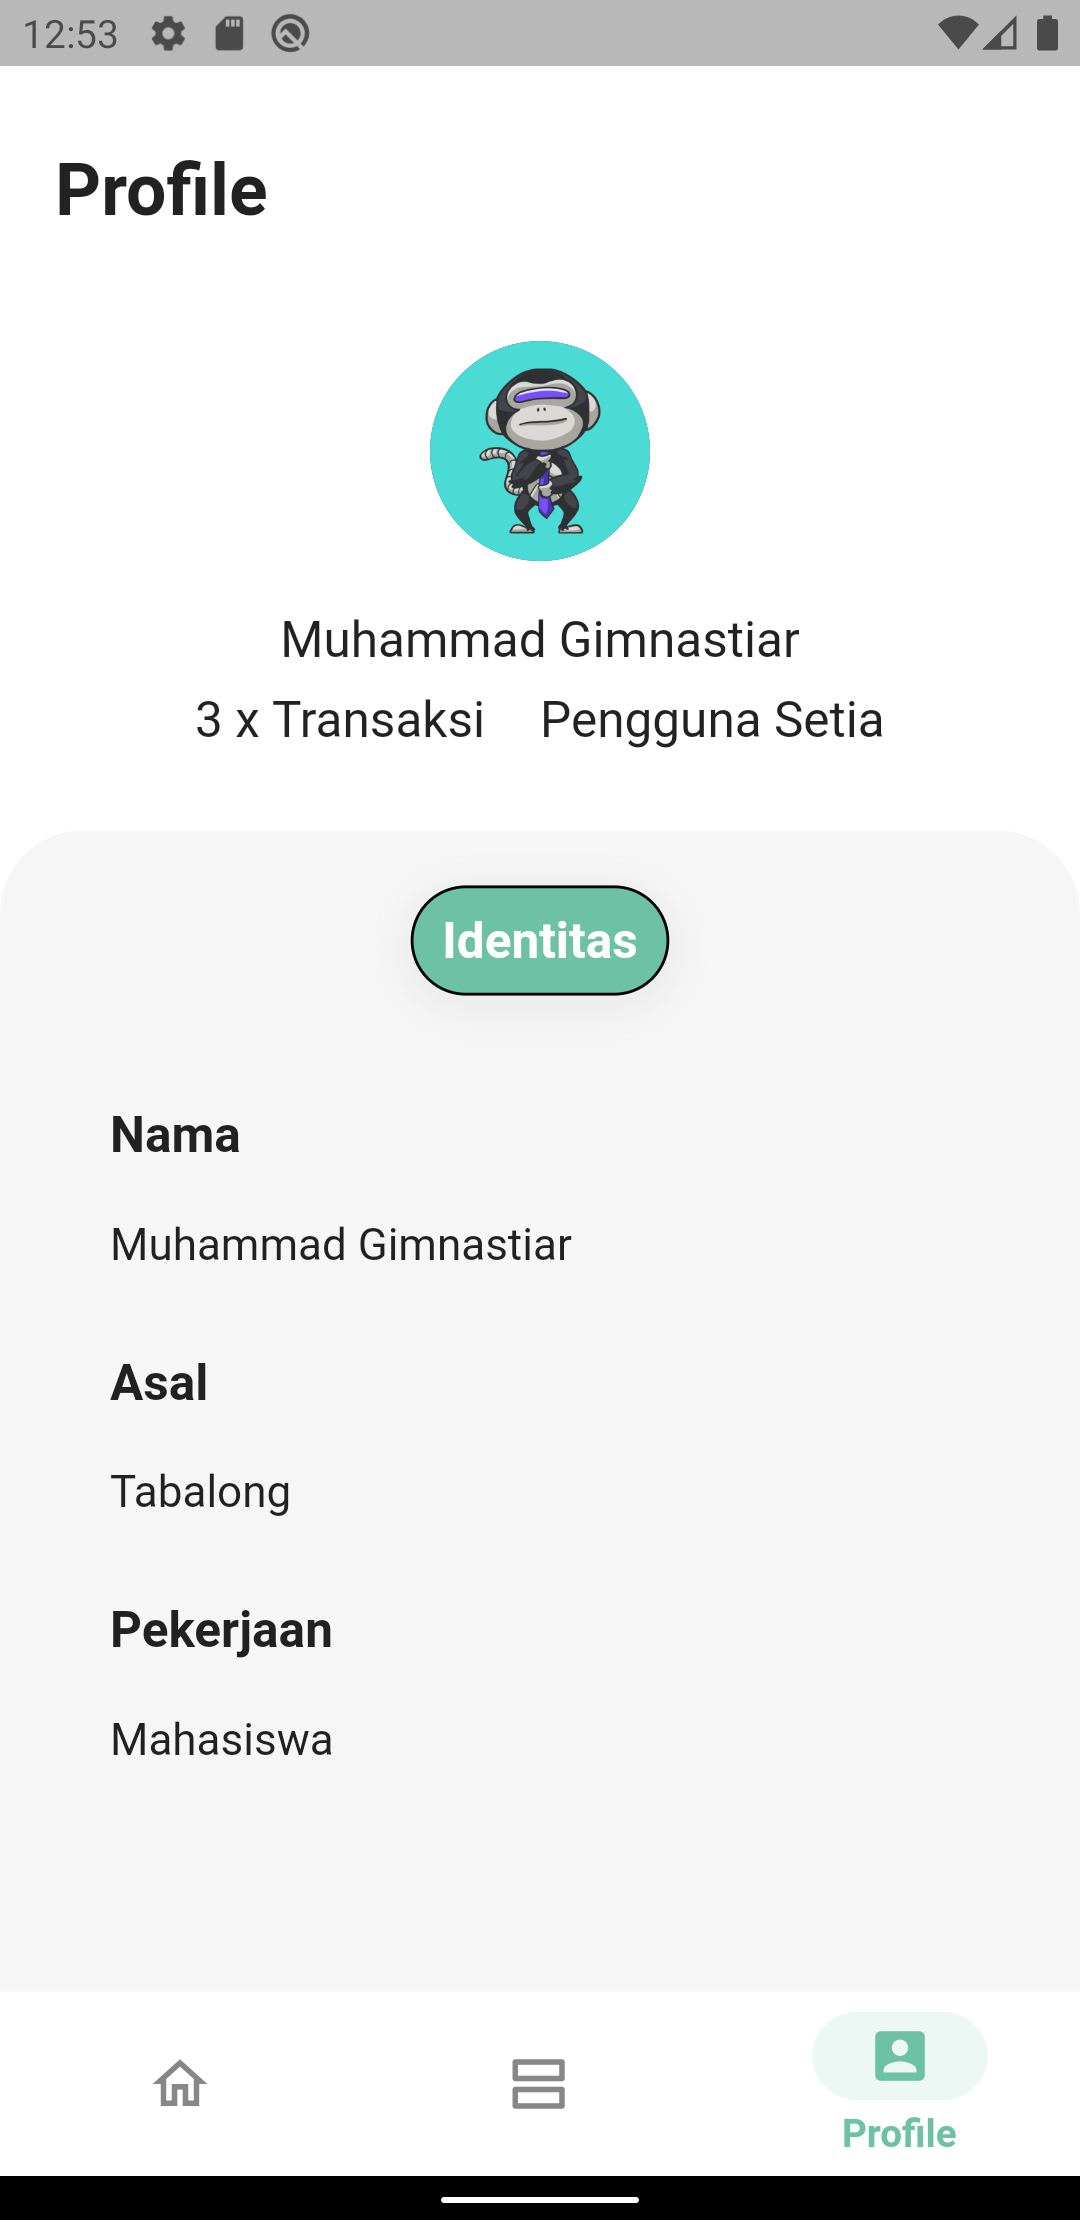 12:53
Profile
Muhammad Gimnastiar
3 x Transaksi Pengguna Setia
Identitas
Nama
Muhammad Gimnastiar
Asal
Tabalong
Pekerjaan
Mahasiswa
Profile